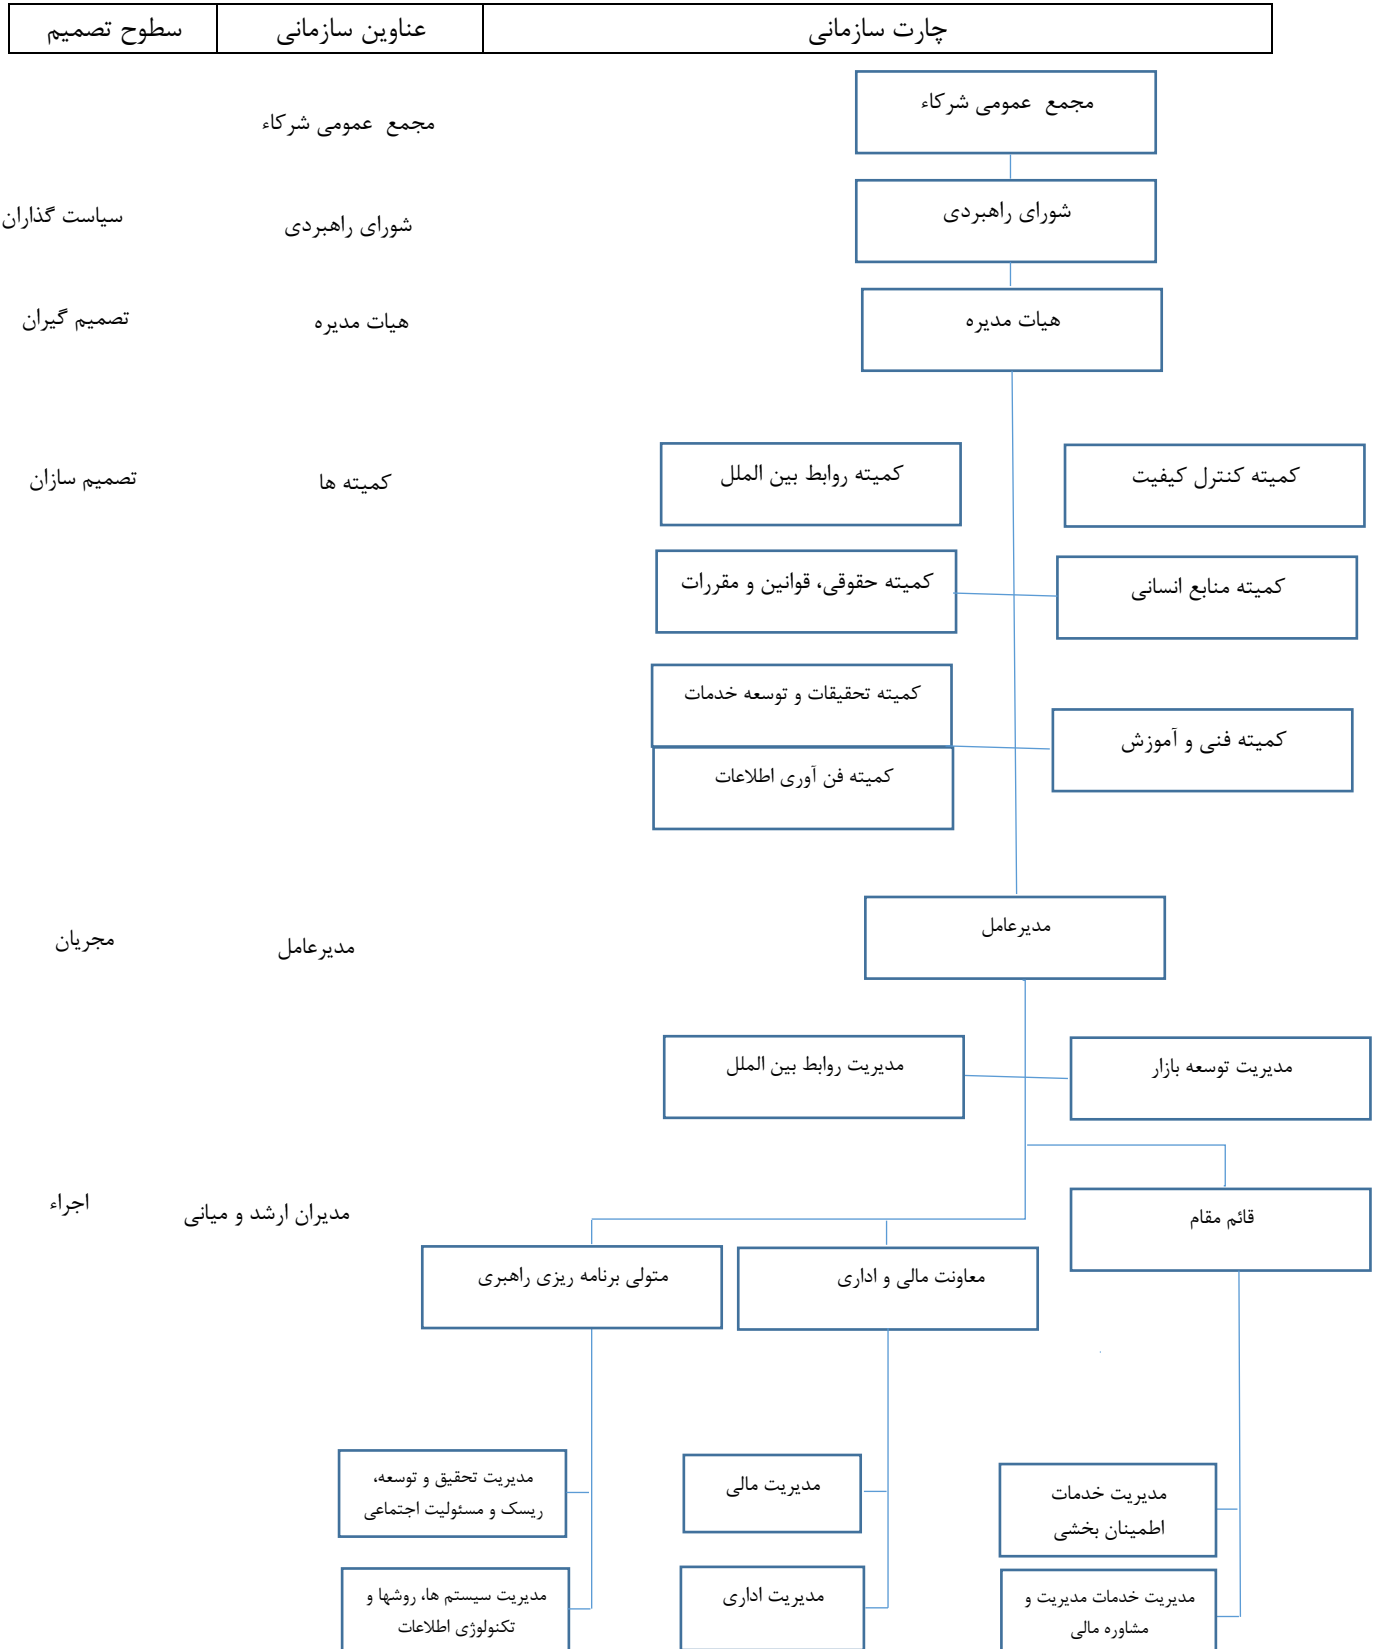 چارت سازمانی
عناوین سازمانی
سطوح تصمیم
مجمع عمومی شرکاء
مجمع عمومی شرکاء
شورای راهبردی
شورای راهبردی
سیاست گذاران
هیات مدیره
هیات مدیره
تصمیم گیران
کمیته کنترل کیفیت
کمیته روابط بین الملل
کمیته ها
تصمیم سازان
کمیته منابع انسانی
کمیته حقوقی، قوانین و مقررات
کمیته تحقیقات و توسعه خدمات
کمیته فنی و آموزش
کمیته فن آوری اطلاعات
مدیرعامل
مدیرعامل
مجریان
مدیریت توسعه بازار
مدیریت روابط بین الملل
قائم مقام
مدیران ارشد و میانی
اجراء
معاونت مالی و اداری
متولی برنامه ریزی راهبری
مدیریت خدمات
اطمینان بخشی
مدیریت مالی
مدیریت تحقیق و توسعه،
ریسک و مسئولیت اجتماعی
مدیریت خدمات مدیریت و
مشاوره مالی
مدیریت اداری
مدیریت سیستم ها، روشها و
تکنولوژی اطلاعات